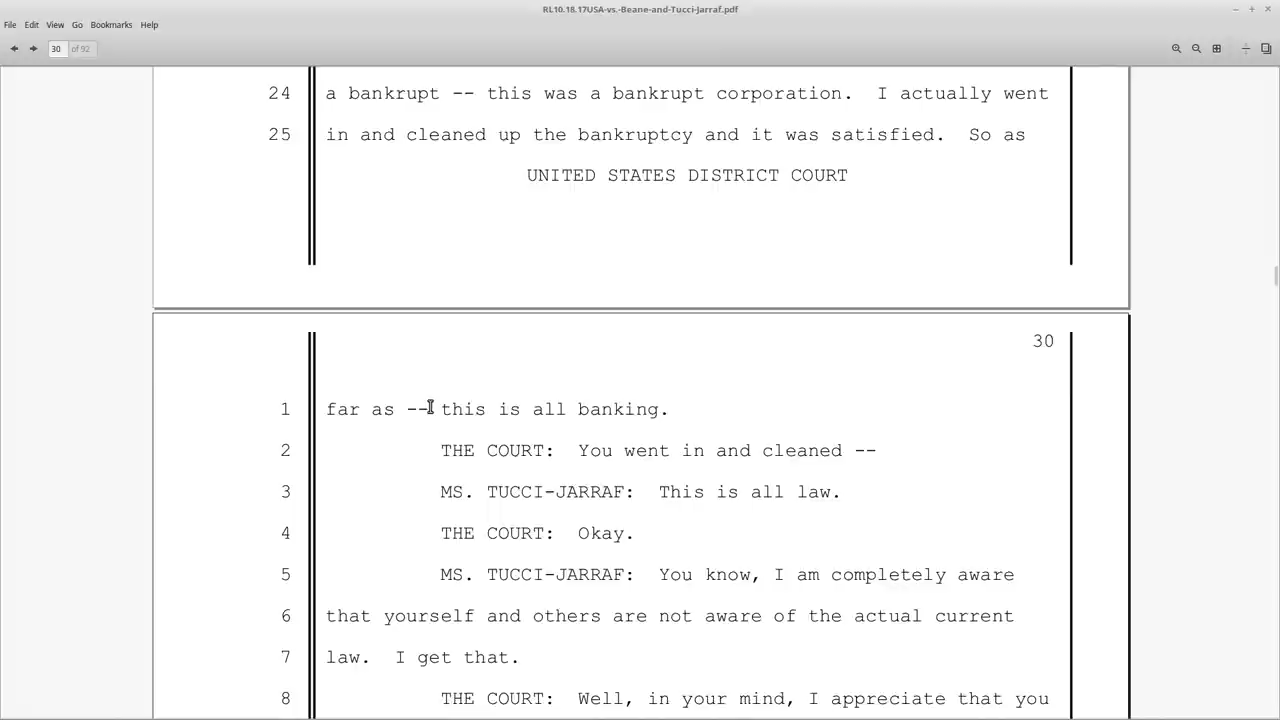 RL10.18.17USA-vs.-Beane-and-Tucci-Jarraf.pdf
File Edit View Go Bookmarks Help
30 of 92
24 a bankrupt -- this was a bankrupt corporation. I actually went
25 in and cleaned up the bankruptcy and it was satisfied. So as
UNITED STATES DISTRICT COURT
30
1 far as -- this is all banking.
2 THE COURT: You went in and cleaned --
3 MS. TUCCI-JARRAF: This is all law.
4 THE COURT: Okay.
5 MS. TUCCI-JARRAF: You know, I am completely aware
6 that yourself and others are not aware of the actual current
7 law. I get that.
8 THE COURT: Well, in your mind, I appreciate that you